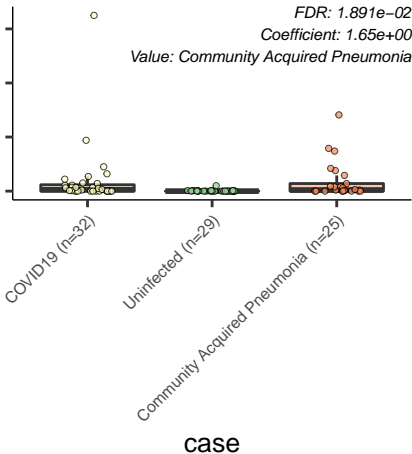 FDR: 1.891e−02
Coefficient: 1.65e+00
Value: Community Acquired Pneumonia
COVID19 (n=32)
Uninfected (n=29)
Community Acquired Pneumonia (n=25)
case